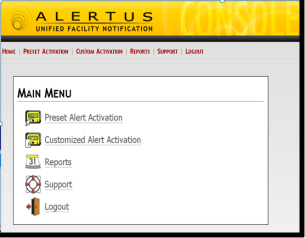 ALERTUS
UNIFIED FACILITY NOTIFICATION
HOME | PRESET ACTIVATION | CUSTOM ACTIVATION | REPORTS | SUPPORT | LOGOUT
MAIN MENU
Preset Alert Activation
Customized Alert Activation
31
Reports
Support
Logout